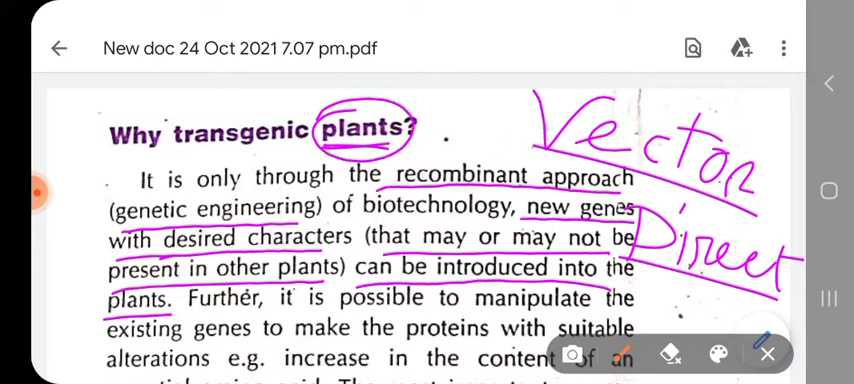 New doc 24 Oct 2021 7.07 pm.pdf
Why transgenic plants?
Vector
Direct
It is only through the recombinant approach
(genetic engineering) of biotechnology, new genes
with desired characters (that may or may not be
present in other plants) can be introduced into the
plants. Further, it is possible to manipulate the
existing genes to make the proteins with suitable
alterations e.g. increase in the content of an